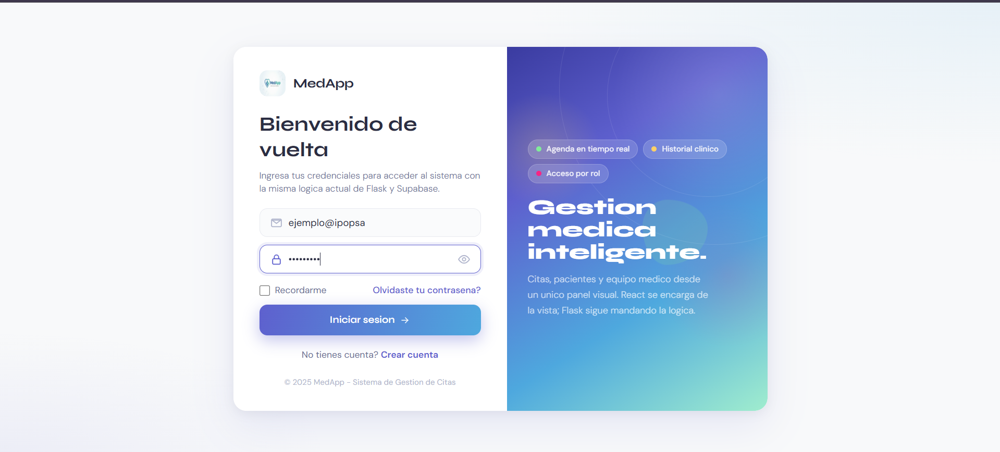 MedApp
MedApp
Bienvenido de
vuelta
Ingresa tus credenciales para acceder al sistema con
la misma logica actual de Flask y Supabase.
ejemplo@ipopsa
•••••••••
Recordarme
Olvidaste tu contrasena?
Iniciar sesion →
No tienes cuenta? Crear cuenta
© 2025 MedApp - Sistema de Gestion de Citas
Agenda en tiempo real
Historial clinico
Acceso por rol
Gestion
medica
inteligente.
Citas, pacientes y equipo medico desde
un unico panel visual. React se encarga de
la vista; Flask sigue mandando la logica.